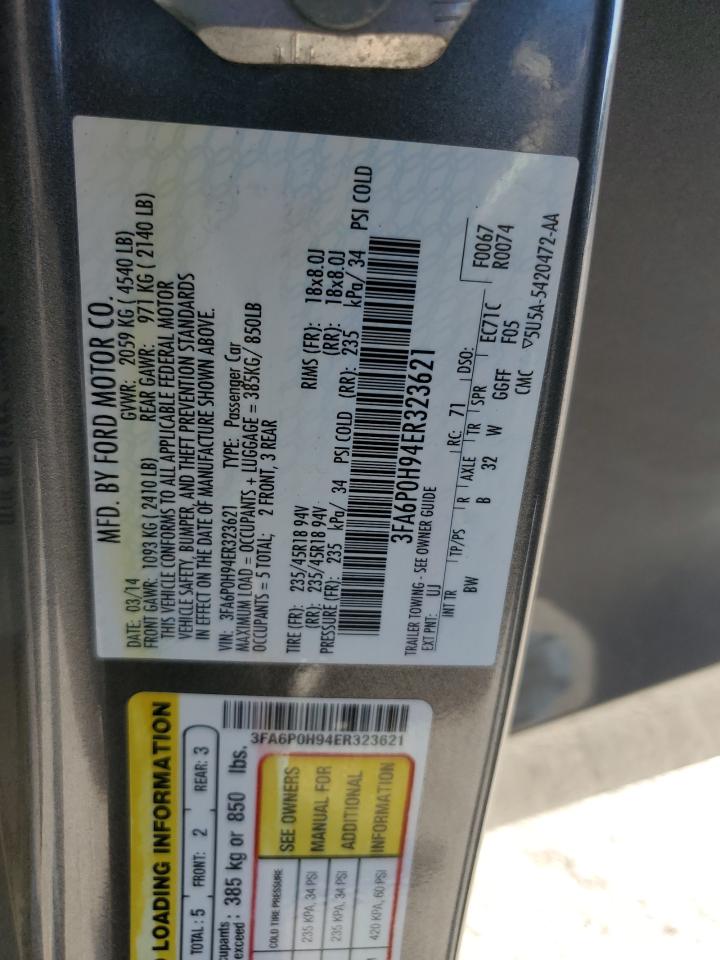 MFD. BY FORD MOTOR CO.
DATE: 03/14 GVWR: 2059 KG ( 4540 LB)
FRONT GAWR: 1093 KG ( 2410 LB) REAR GAWR: 971 KG ( 2140 LB)
THIS VEHICLE CONFORMS TO ALL APPLICABLE FEDERAL MOTOR
VEHICLE SAFETY, BUMPER, AND THEFT PREVENTION STANDARDS
IN EFFECT ON THE DATE OF MANUFACTURE SHOWN ABOVE.
VIN: 3FA6P0H94ER323621 TYPE: Passenger Car
MAXIMUM LOAD = OCCUPANTS + LUGGAGE = 385KG/ 850LB
OCCUPANTS = 5 TOTAL; 2 FRONT, 3 REAR
TIRE (FR): 235/45R18 94V RIMS (FR): 18x8.0J
(RR): 235/45R18 94V (RR): 18x8.0J
PRESSURE (FR): 235 kPa/ 34 PSI COLD (RR): 235 kPa/ 34 PSI COLD
3FA6P0H94ER323621
TRAILER TOWING - SEE OWNER GUIDE
EXT PNT: UJ RC: 71 DSO: F0067
INT TR TP/PS R AXLE TR SPR EC71C R0074
BW B 32 W GGFF F05
CMC ▽5U5A-5420472-AA
LOADING INFORMATION
TOTAL : 5 FRONT: 2 REAR: 3
exceed : 385 kg or 850 lbs.
3FA6P0H94ER323621
COLD TIRE PRESSURE SEE OWNERS
235 KPA, 34 PSI MANUAL FOR
235 KPA, 34 PSI ADDITIONAL
420 KPA, 60 PSI INFORMATION